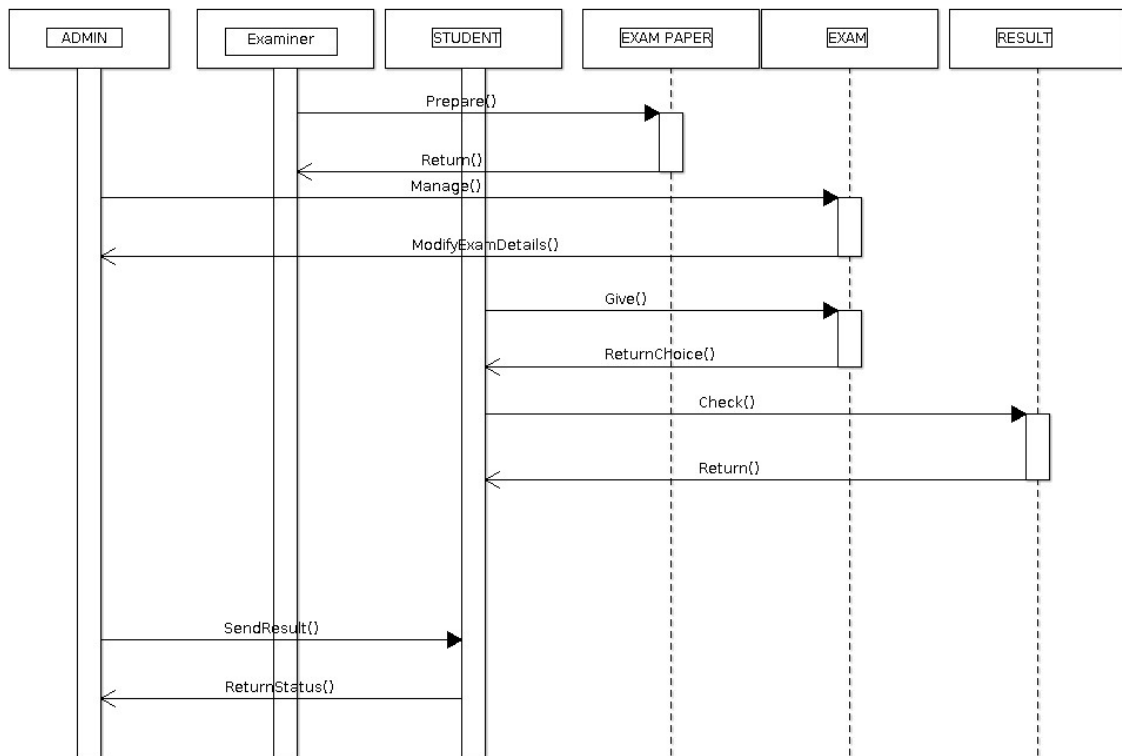 ADMIN
Examiner
STUDENT
EXAM PAPER
EXAM
RESULT
Prepare()
Return()
Manage()
ModifyExamDetails()
Give()
ReturnChoice()
Check()
Return()
SendResult()
ReturnStatus()